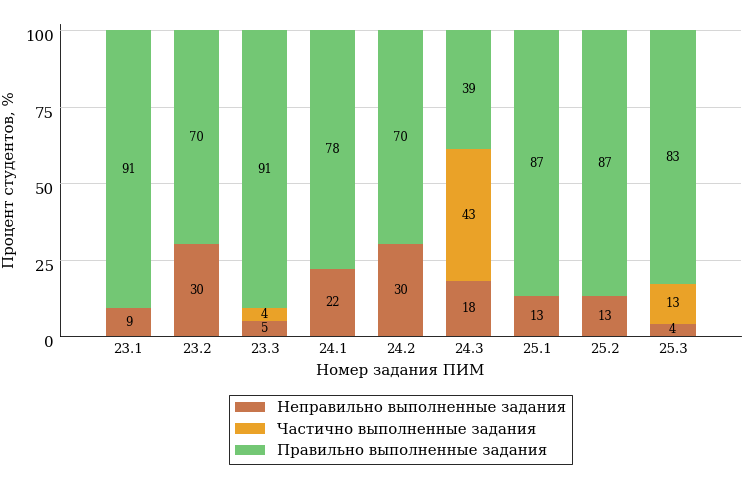 Процент студентов, %
100
75
50
25
0
91 70 91 78 70 39 87 87 83
43
4 13
9 30 5 22 30 18 13 13 4
23.1 23.2 23.3 24.1 24.2 24.3 25.1 25.2 25.3
Номер задания ПИМ
Неправильно выполненные задания
Частично выполненные задания
Правильно выполненные задания